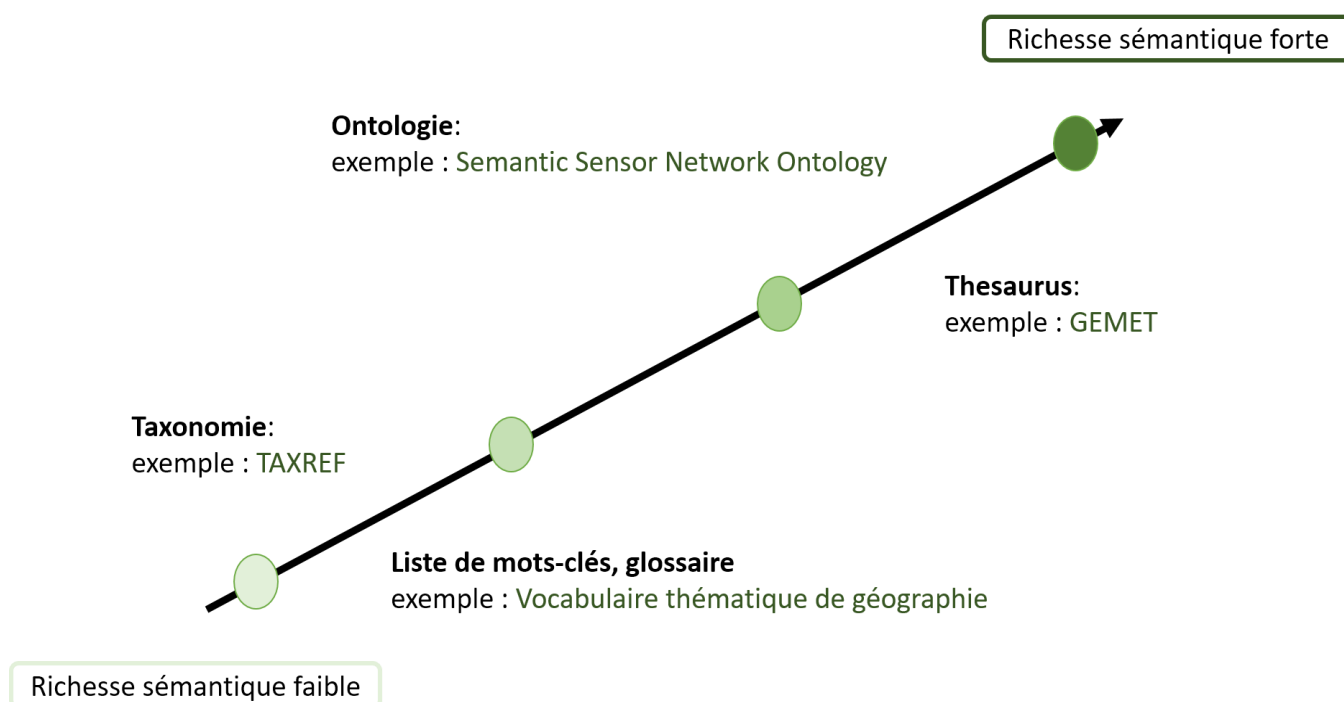 Richesse sémantique forte
Ontologie:
exemple : Semantic Sensor Network Ontology
Thesaurus:
exemple : GEMET
Taxonomie:
exemple : TAXREF
Liste de mots-clés, glossaire
exemple : Vocabulaire thématique de géographie
Richesse sémantique faible